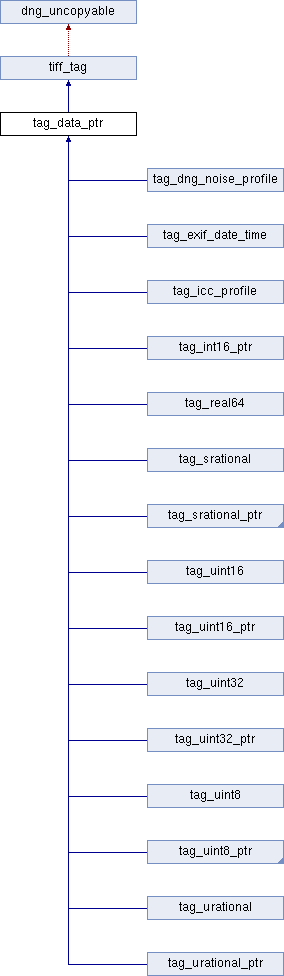 dng_uncopyable
tiff_tag
tag_data_ptr
tag_dng_noise_profile
tag_exif_date_time
tag_icc_profile
tag_int16_ptr
tag_real64
tag_srational
tag_srational_ptr
tag_uint16
tag_uint16_ptr
tag_uint32
tag_uint32_ptr
tag_uint8
tag_uint8_ptr
tag_urational
tag_urational_ptr